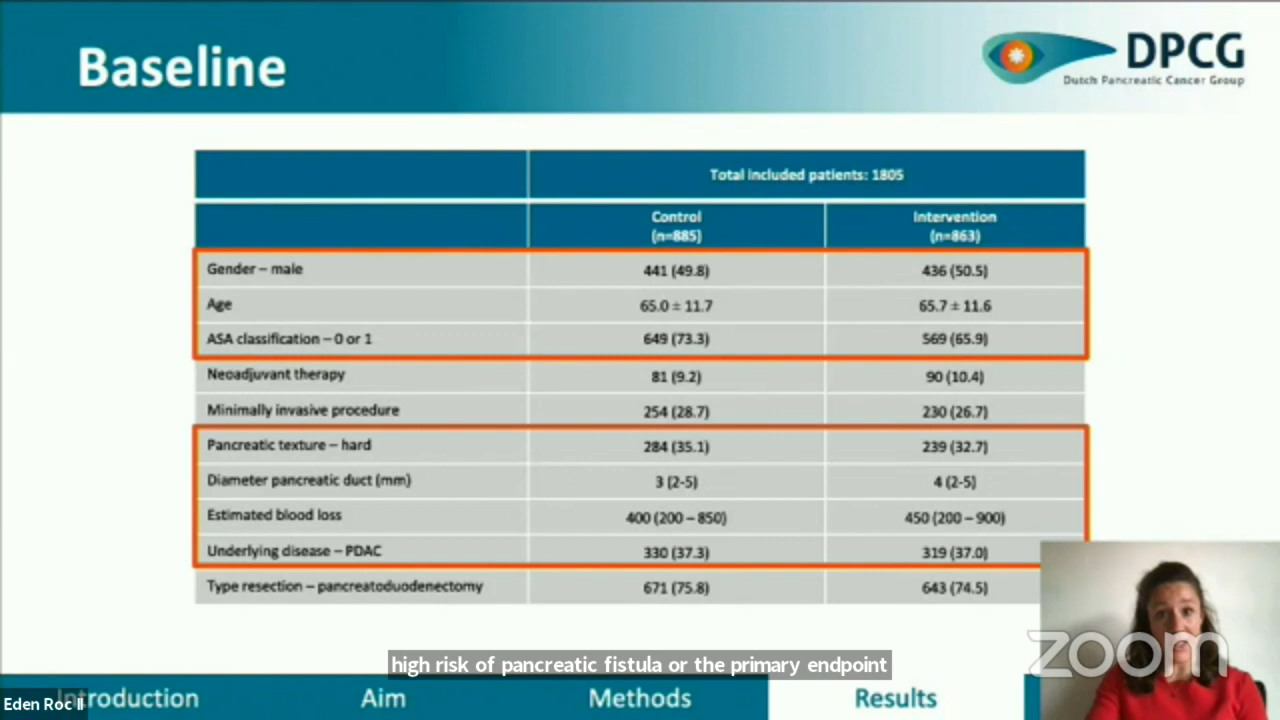 Baseline
DPCG
Dutch Pancreatic Cancer Group
Total included patients: 1805
Control Intervention
(n=885) (n=863)
Gender – male 441 (49.8) 436 (50.5)
Age 65.0 ± 11.7 65.7 ± 11.6
ASA classification – 0 or 1 649 (73.3) 569 (65.9)
Neoadjuvant therapy 81 (9.2) 90 (10.4)
Minimally invasive procedure 254 (28.7) 230 (26.7)
Pancreatic texture – hard 284 (35.1) 239 (32.7)
Diameter pancreatic duct (mm) 3 (2-5) 4 (2-5)
Estimated blood loss 400 (200 – 850) 450 (200 – 900)
Underlying disease – PDAC 330 (37.3) 319 (37.0)
Type resection – pancreatoduodenectomy 671 (75.8) 643 (74.5)
zoom
high risk of pancreatic fistula or the primary endpoint
Introduction Aim Methods Results
Eden Roc II